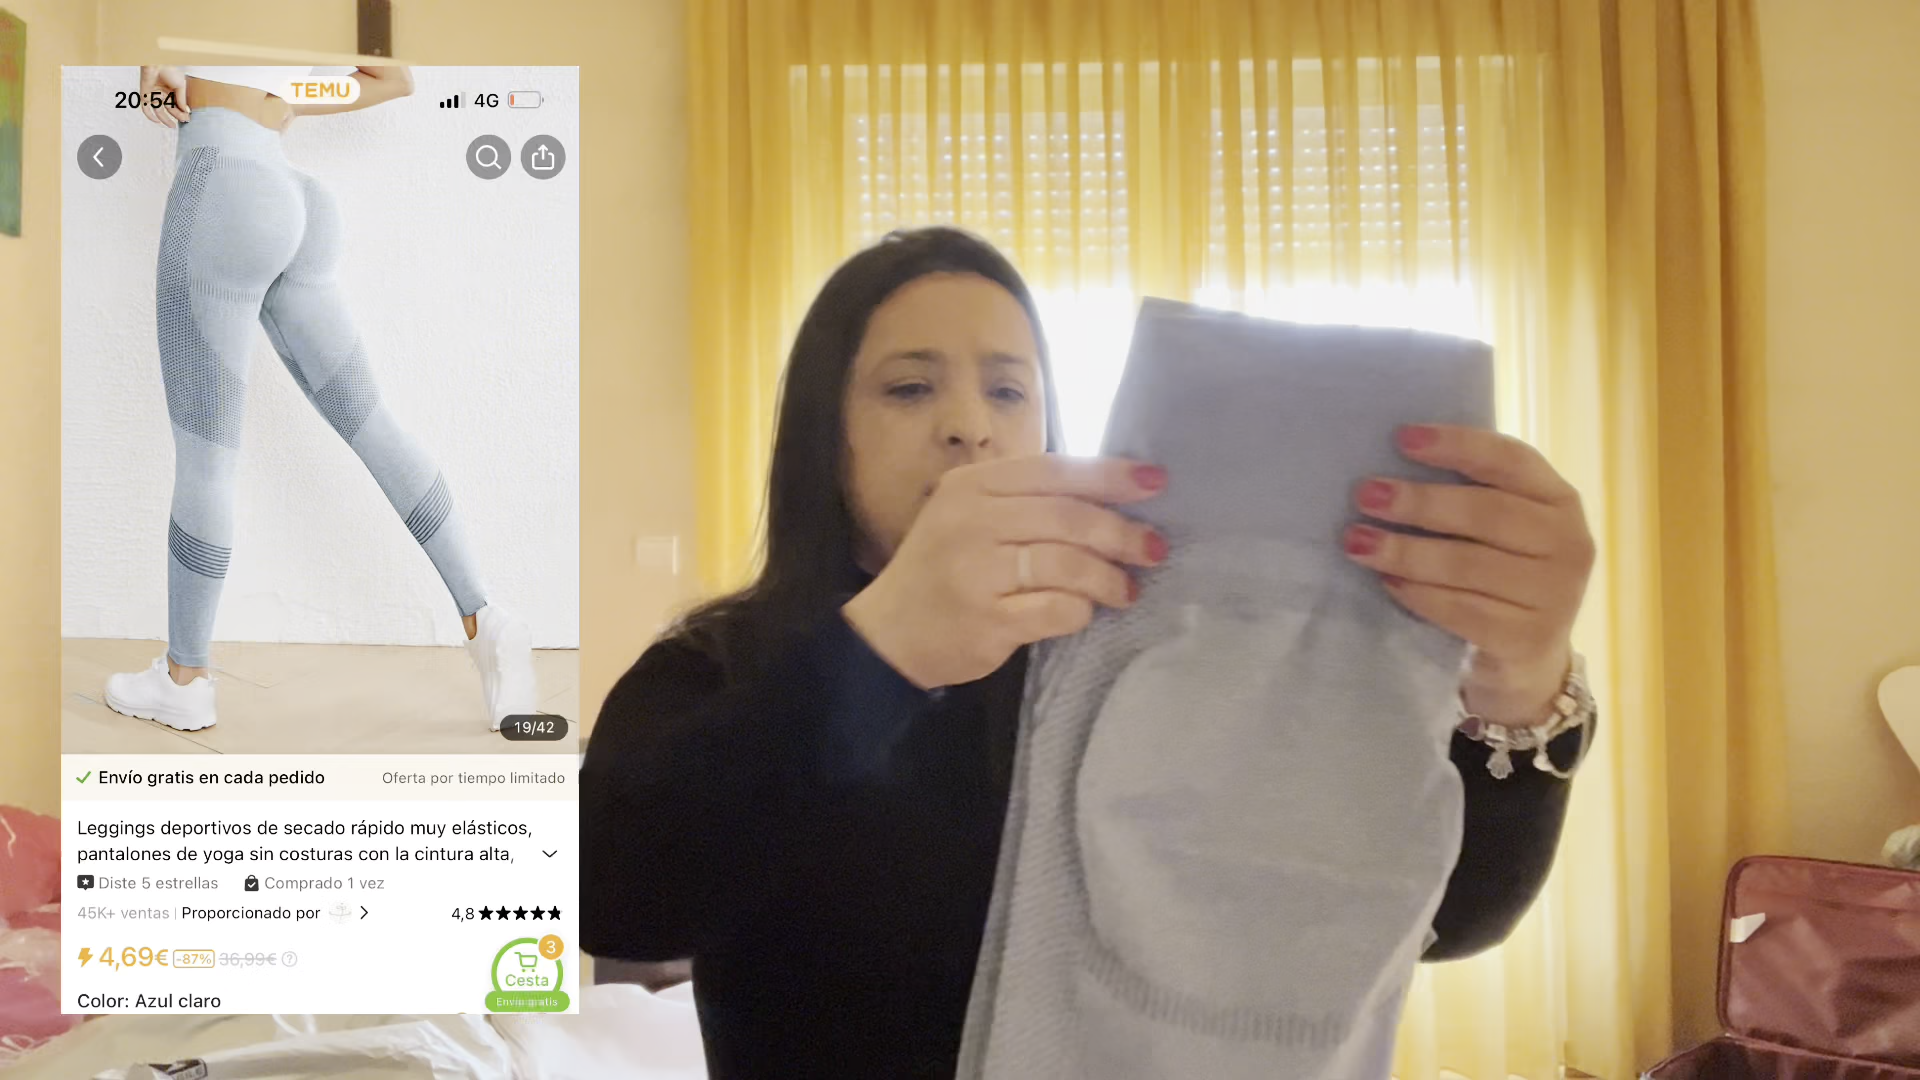 TEMU
20:54
4G
19/42
Envío gratis en cada pedido
Oferta por tiempo limitado
Leggings deportivos de secado rápido muy elásticos,
pantalones de yoga sin costuras con la cintura alta,
Diste 5 estrellas
Comprado 1 vez
45K+ ventas | Proporcionado por
4,8
4,69€ -87% 36,99€ ?
3
Cesta
Envío gratis
Color: Azul claro